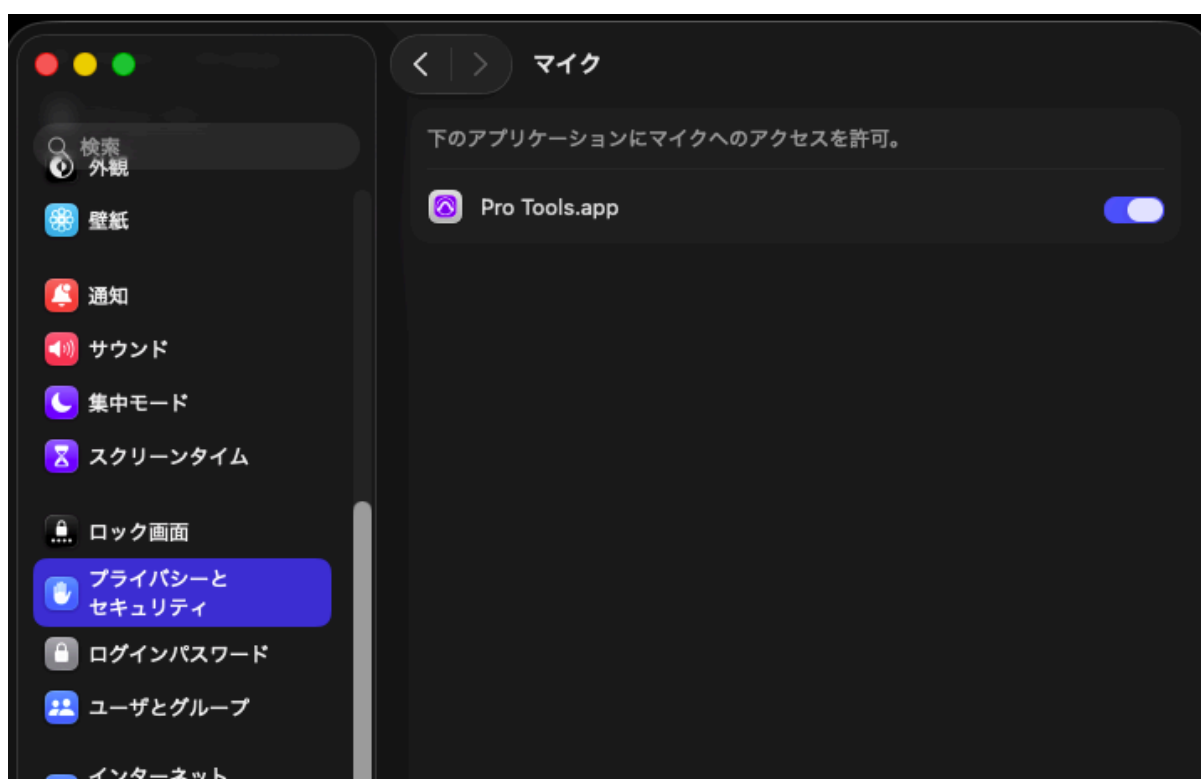 マイク
検索
外観
壁紙
通知
サウンド
集中モード
スクリーンタイム
ロック画面
プライバシーと
セキュリティ
ログインパスワード
ユーザとグループ
インターネット
下のアプリケーションにマイクへのアクセスを許可。
Pro Tools.app